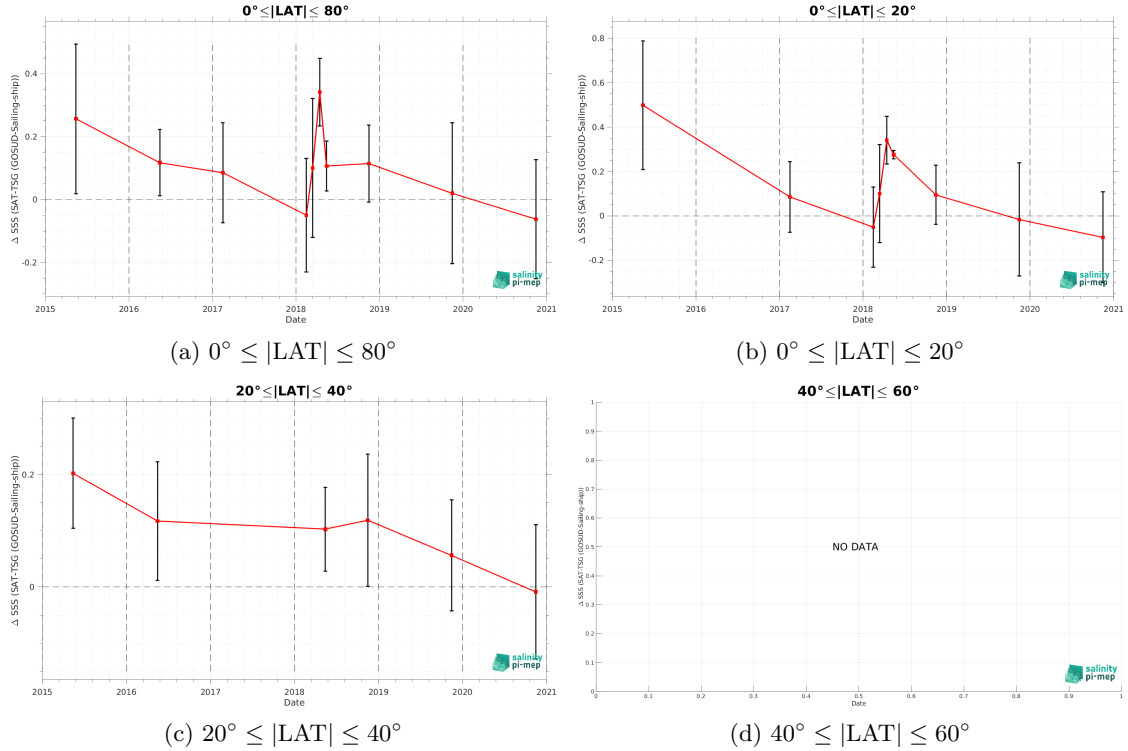 0°≤|LAT|≤ 80°
Δ SSS (SAT-TSG (GOSUD-Sailing-ship))
0.4
0.2
0
-0.2
2015 2016 2017 2018 2019 2020 2021
Date
salinity
pi-mep
(a) 0° ≤ |LAT| ≤ 80°
0°≤|LAT|≤ 20°
Δ SSS (SAT-TSG (GOSUD-Sailing-ship))
0.8
0.6
0.4
0.2
0
-0.2
2015 2016 2017 2018 2019 2020 2021
Date
salinity
pi-mep
(b) 0° ≤ |LAT| ≤ 20°
20°≤|LAT|≤ 40°
Δ SSS (SAT-TSG (GOSUD-Sailing-ship))
0.2
0
2015 2016 2017 2018 2019 2020 2021
Date
salinity
pi-mep
(c) 20° ≤ |LAT| ≤ 40°
40°≤|LAT|≤ 60°
Δ SSS (SAT-TSG (GOSUD-Sailing-ship))
1
0.9
0.8
0.7
0.6
0.5
0.4
0.3
0.2
0.1
0
NO DATA
0 0.1 0.2 0.3 0.4 0.5 0.6 0.7 0.8 0.9 1
Date
salinity
pi-mep
(d) 40° ≤ |LAT| ≤ 60°